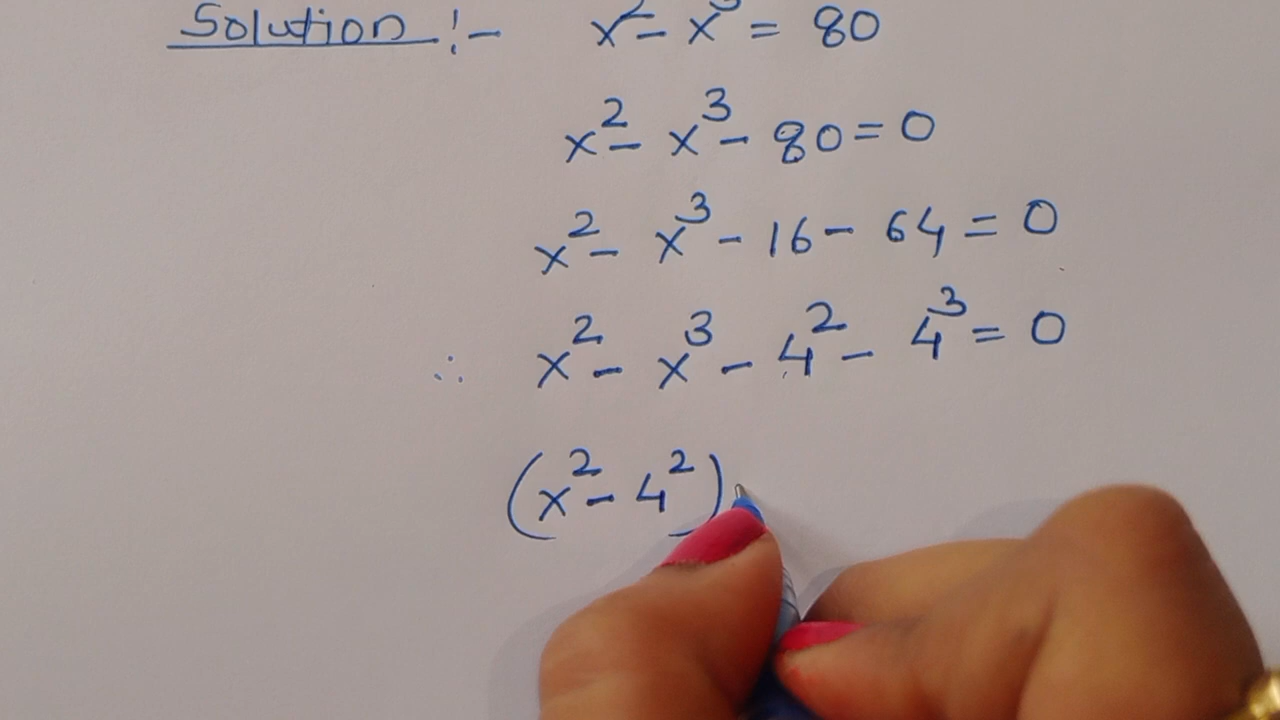 Solution :- x² - x³ = 80
x² - x³ - 80 = 0
x² - x³ - 16 - 64 = 0
∴ x² - x³ - 4² - 4³ = 0
(x² - 4²)